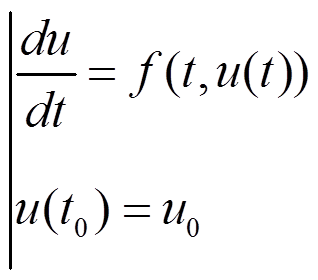 du/dt = f(t,u(t))
u(t₀) = u₀